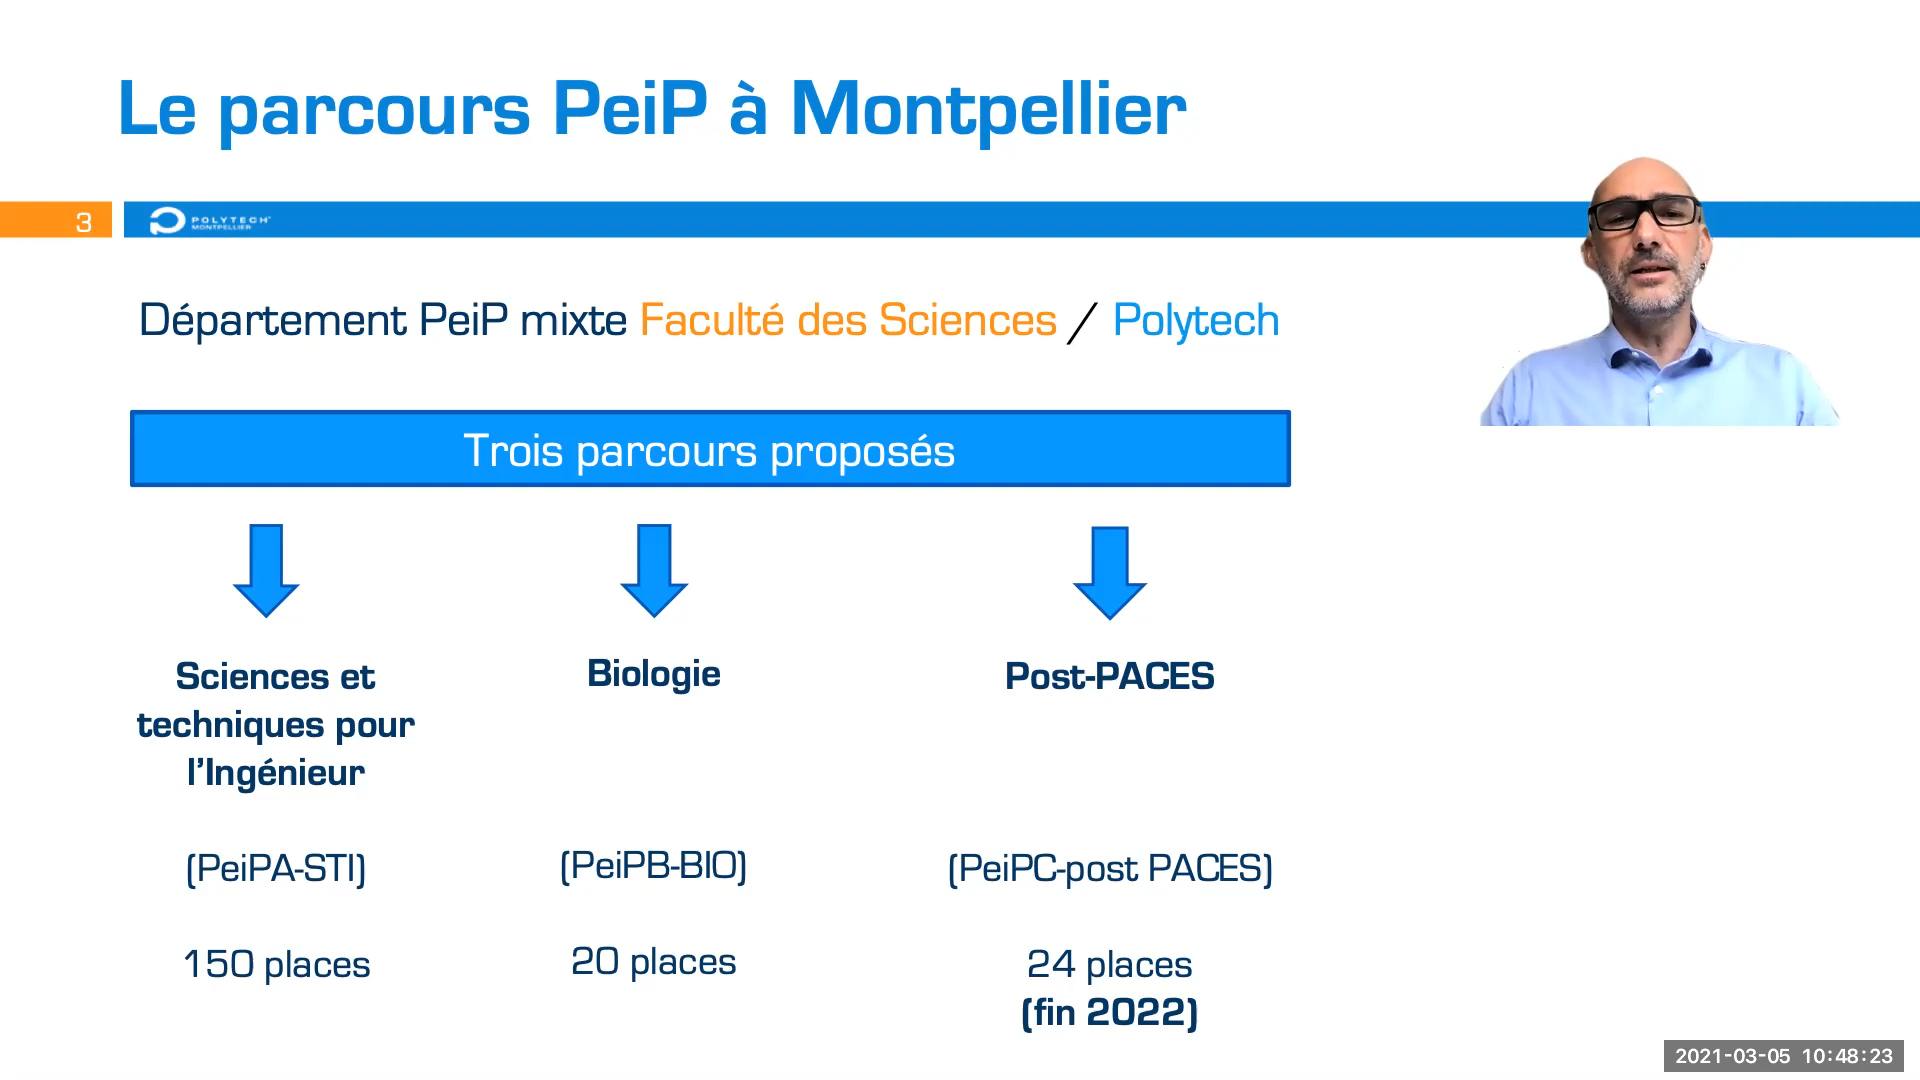 Le parcours PeiP à Montpellier
3
POLYTECH
MONTPELLIER
Département PeiP mixte Faculté des Sciences / Polytech
Trois parcours proposés
Sciences et
techniques pour
l’Ingénieur
(PeiPA-STI)
150 places
Biologie
(PeiPB-BIO)
20 places
Post-PACES
(PeiPC-post PACES)
24 places
(fin 2022)
2021-03-05 10:48:23